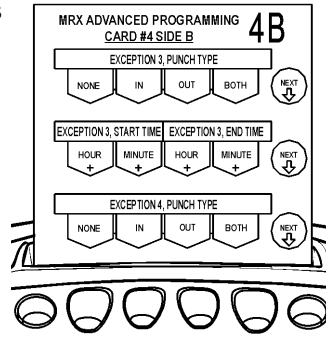 MRX ADVANCED PROGRAMMING 4B
CARD #4 SIDE B
EXCEPTION 3, PUNCH TYPE
NONE IN OUT BOTH NEXT
EXCEPTION 3, START TIME EXCEPTION 3, END TIME
HOUR + MINUTE + HOUR + MINUTE + NEXT
EXCEPTION 4, PUNCH TYPE
NONE IN OUT BOTH NEXT